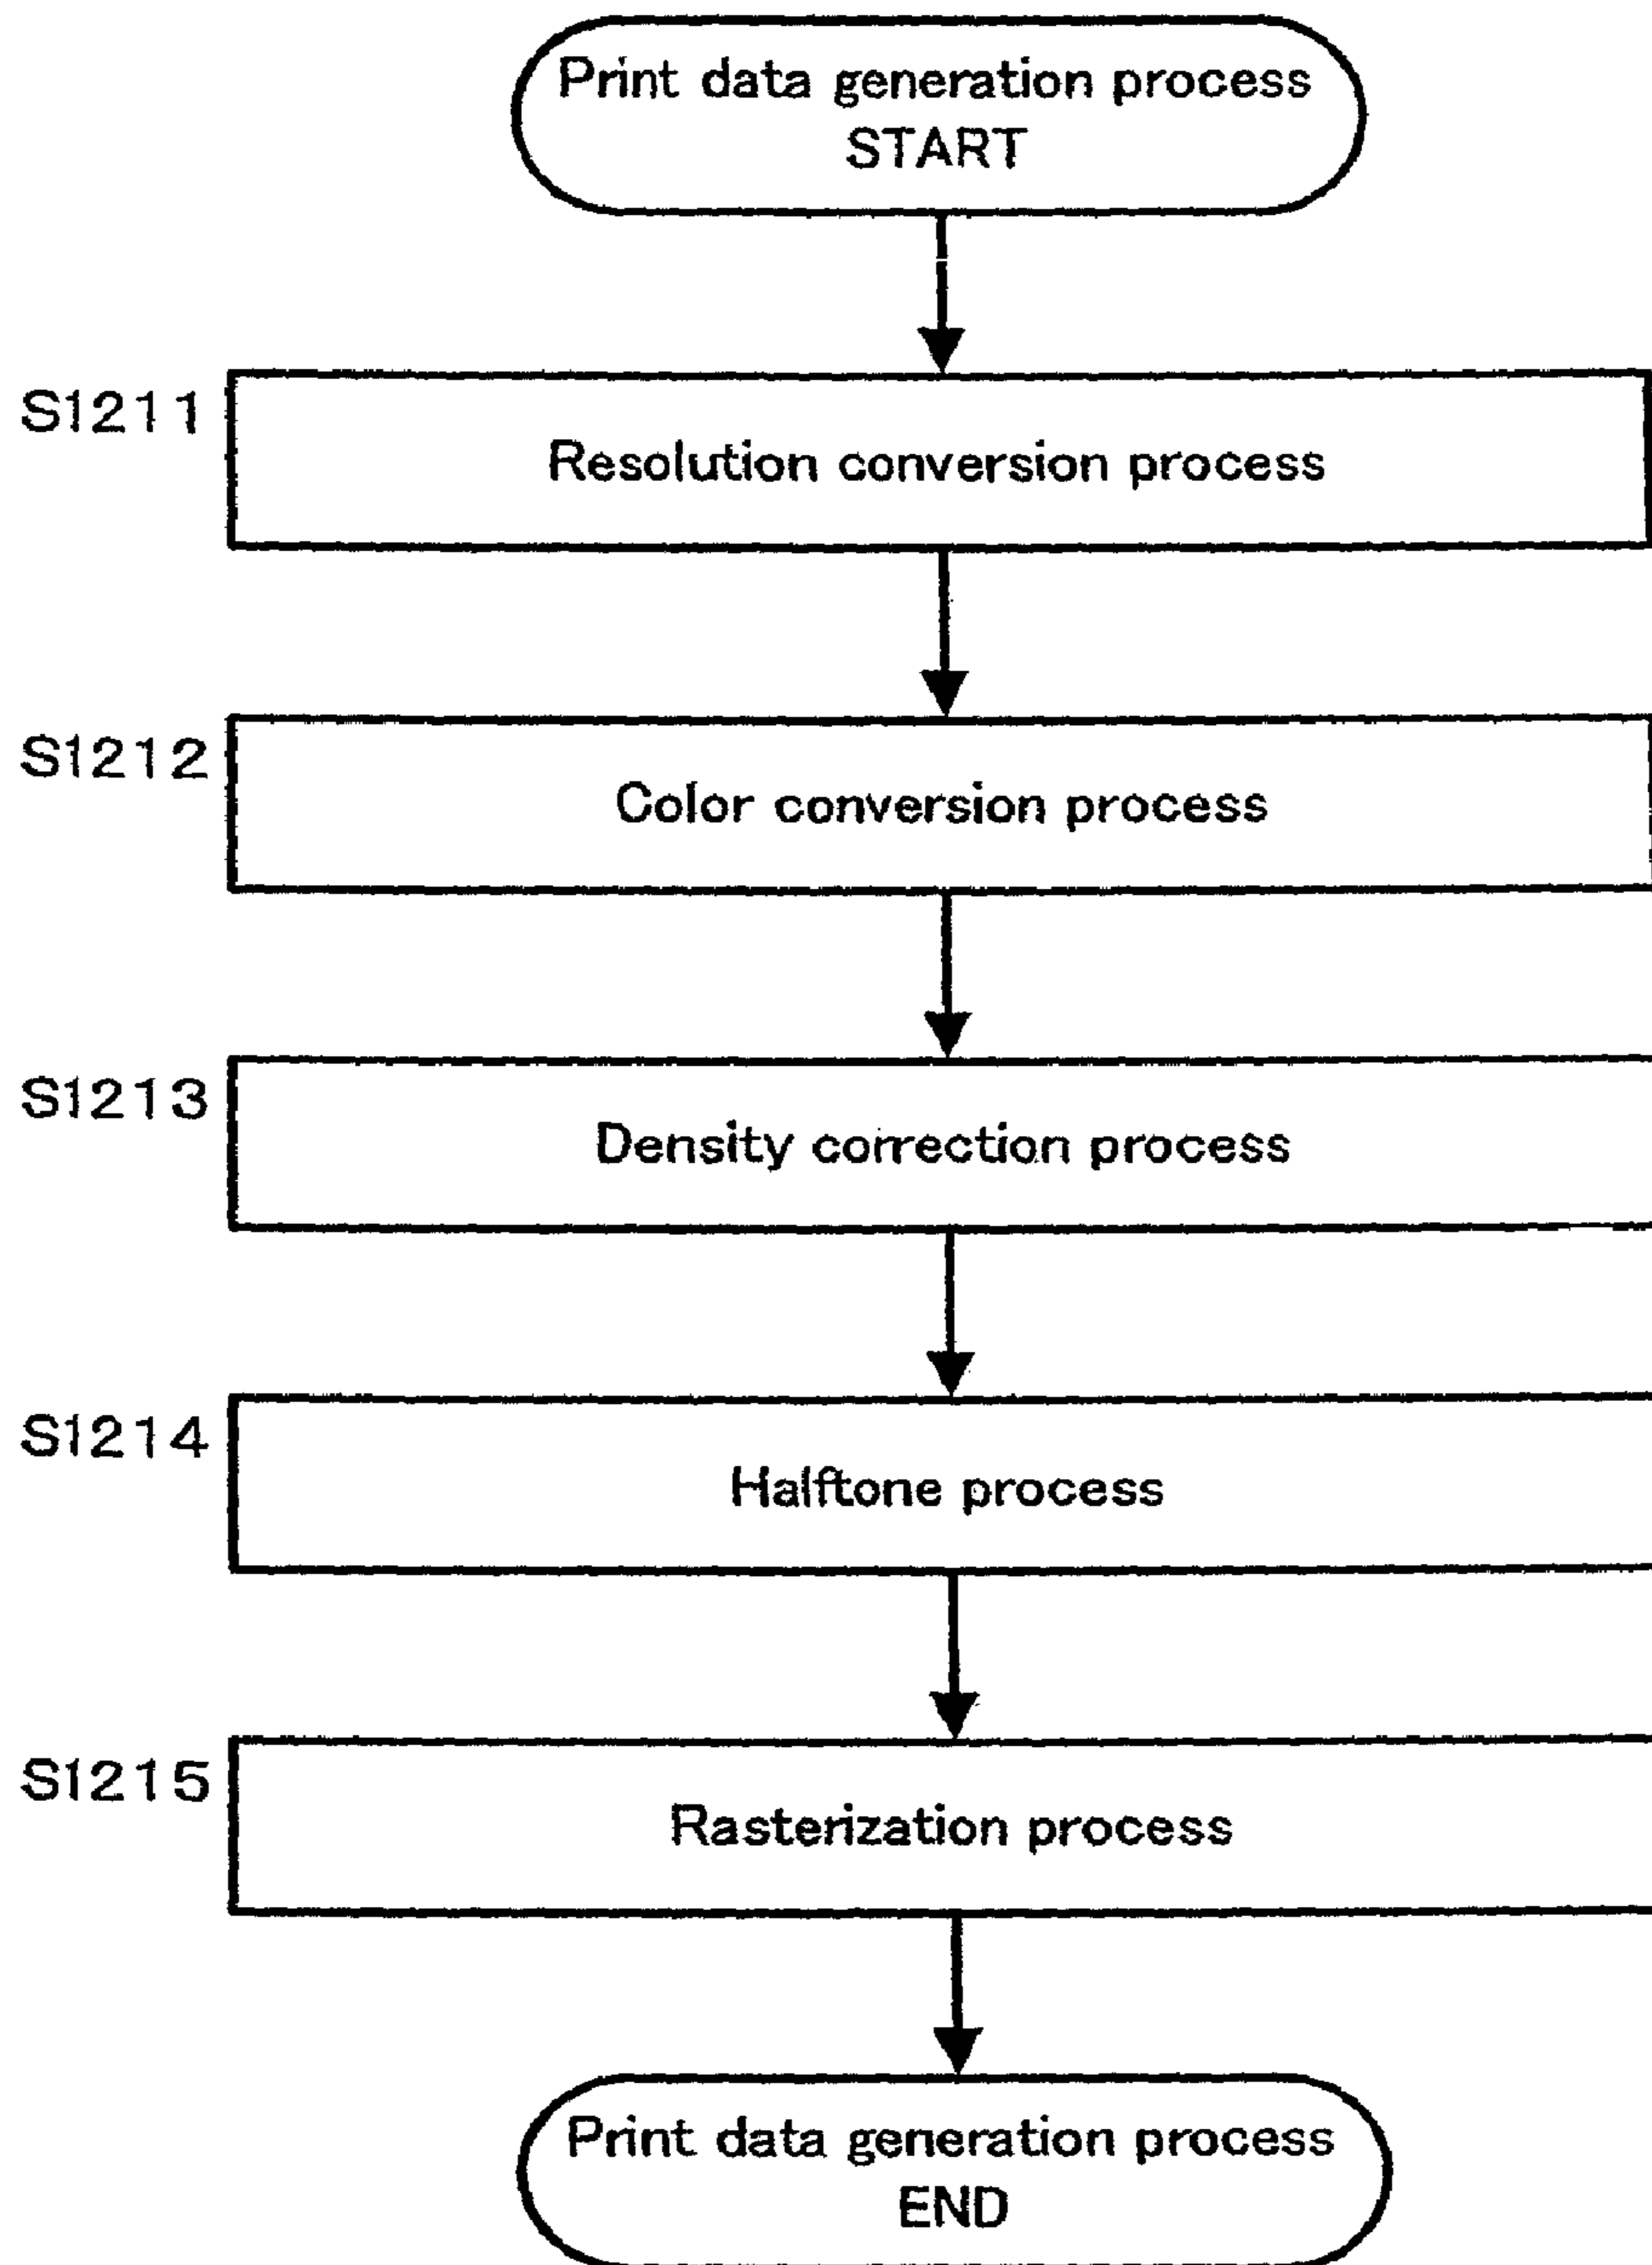 Print data generation process
START
S1211
Resolution conversion process
S1212
Color conversion process
S1213
Density correction process
S1214
Halftone process
S1215
Rasterization process
Print data generation process
END